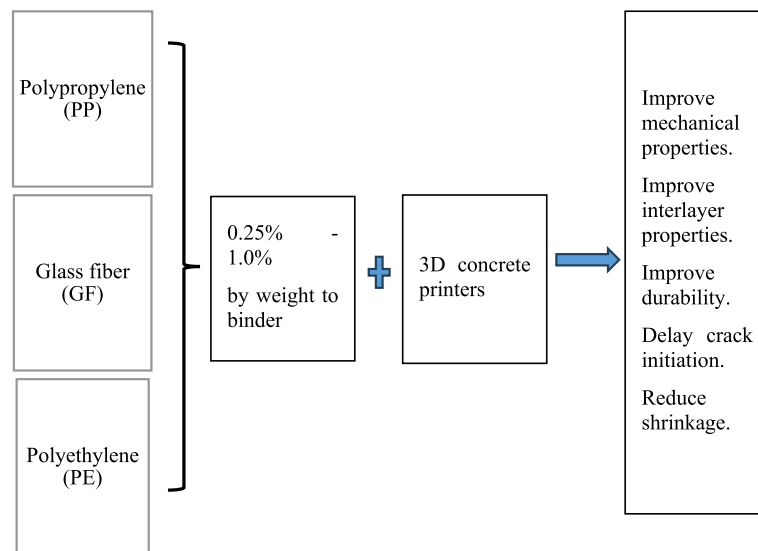 Polypropylene
(PP)
Glass fiber
(GF)
Polyethylene
(PE)
0.25% -
1.0%
by weight to
binder
3D concrete
printers
Improve
mechanical
properties.
Improve
interlayer
properties.
Improve
durability.
Delay crack
initiation.
Reduce
shrinkage.